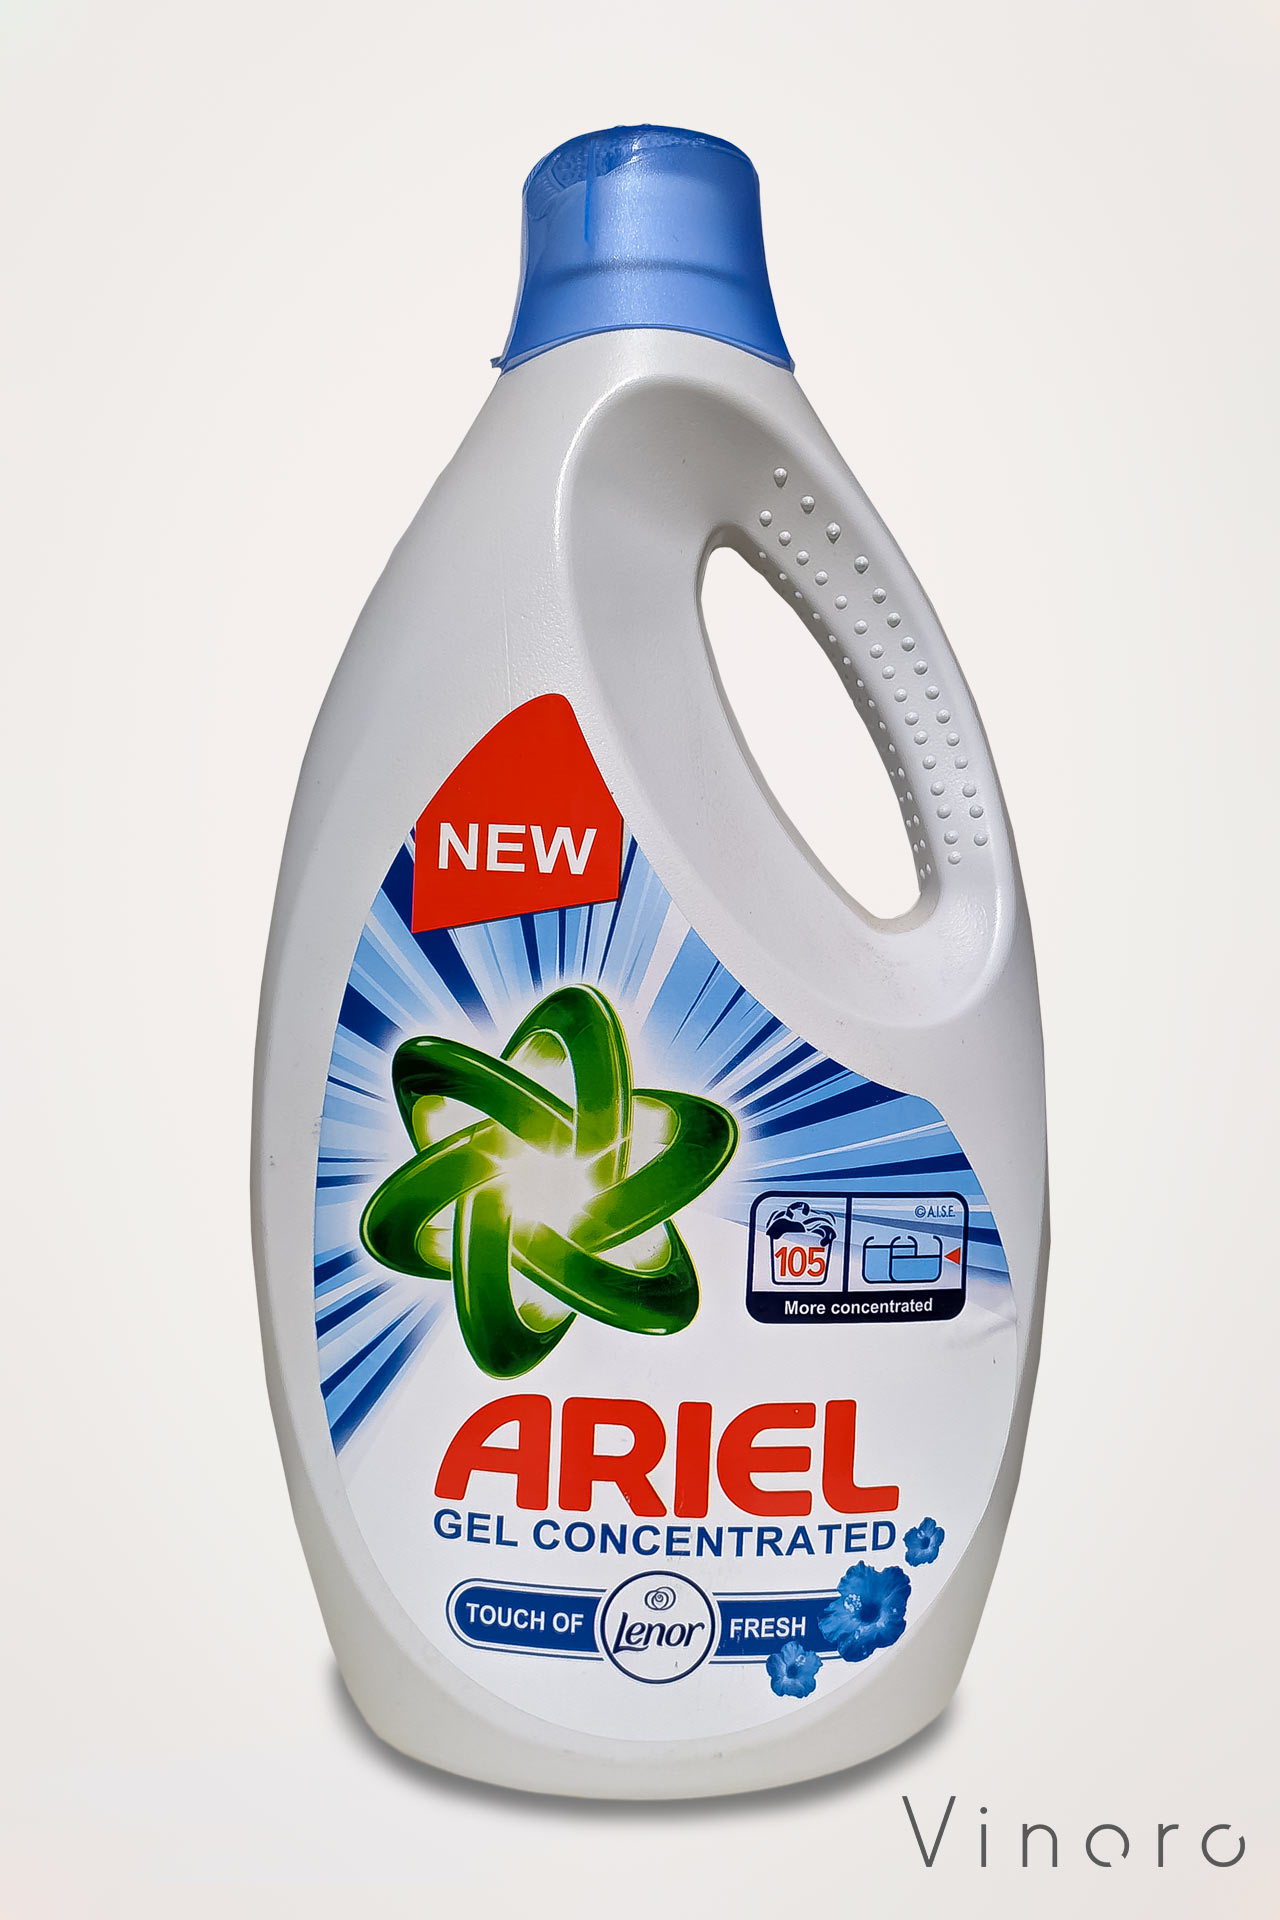 NEW
©A.I.S.E.
105
More concentrated
ARIEL
GEL CONCENTRATED
TOUCH OF Lenor FRESH
Vinoro